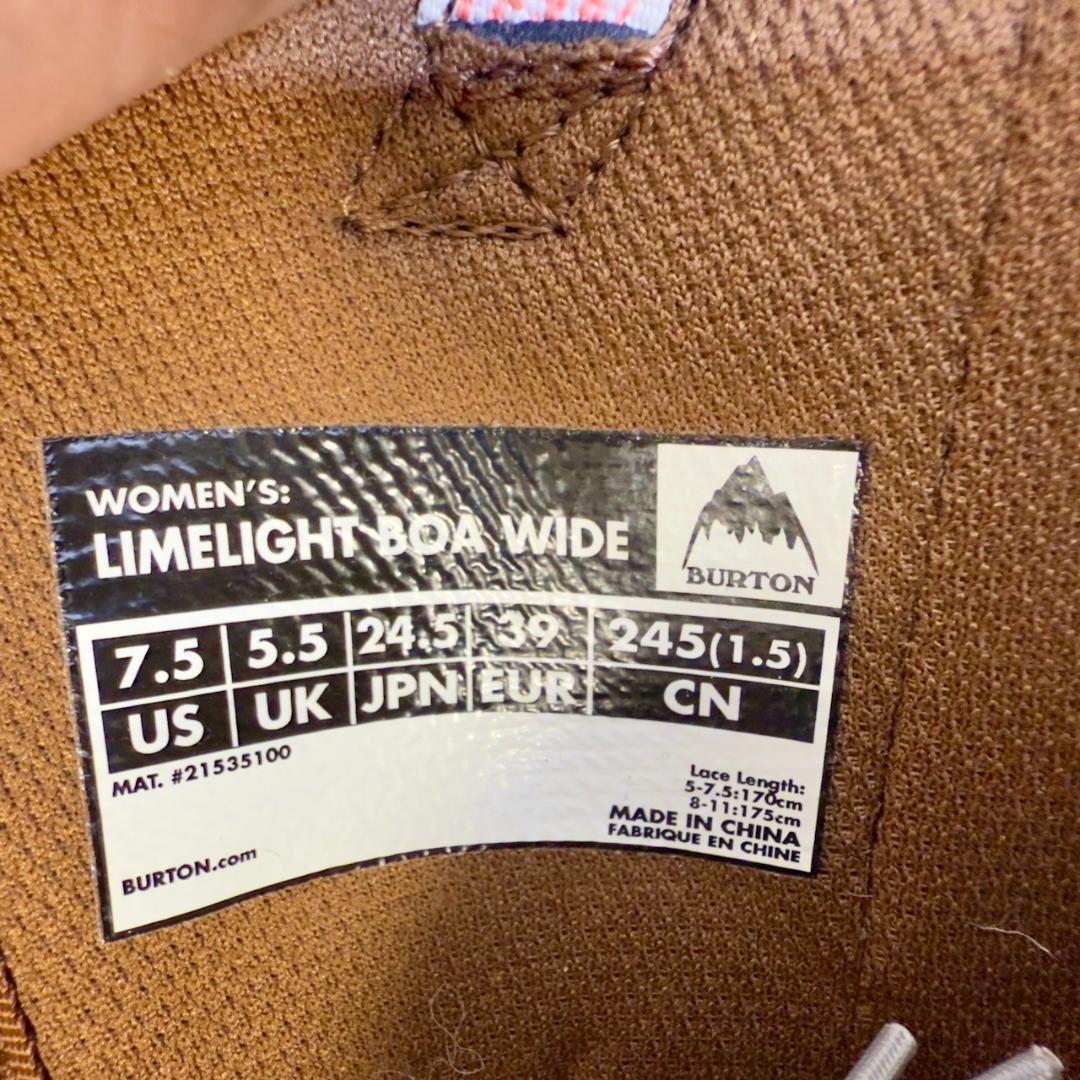 WOMEN'S:
LIMELIGHT BOA WIDE
BURTON
7.5 5.5 24.5 39 245(1.5)
US UK JPN EUR CN
MAT. #21535100
Lace Length:
5-7.5:170cm
8-11:175cm
MADE IN CHINA
FABRIQUE EN CHINE
BURTON.com